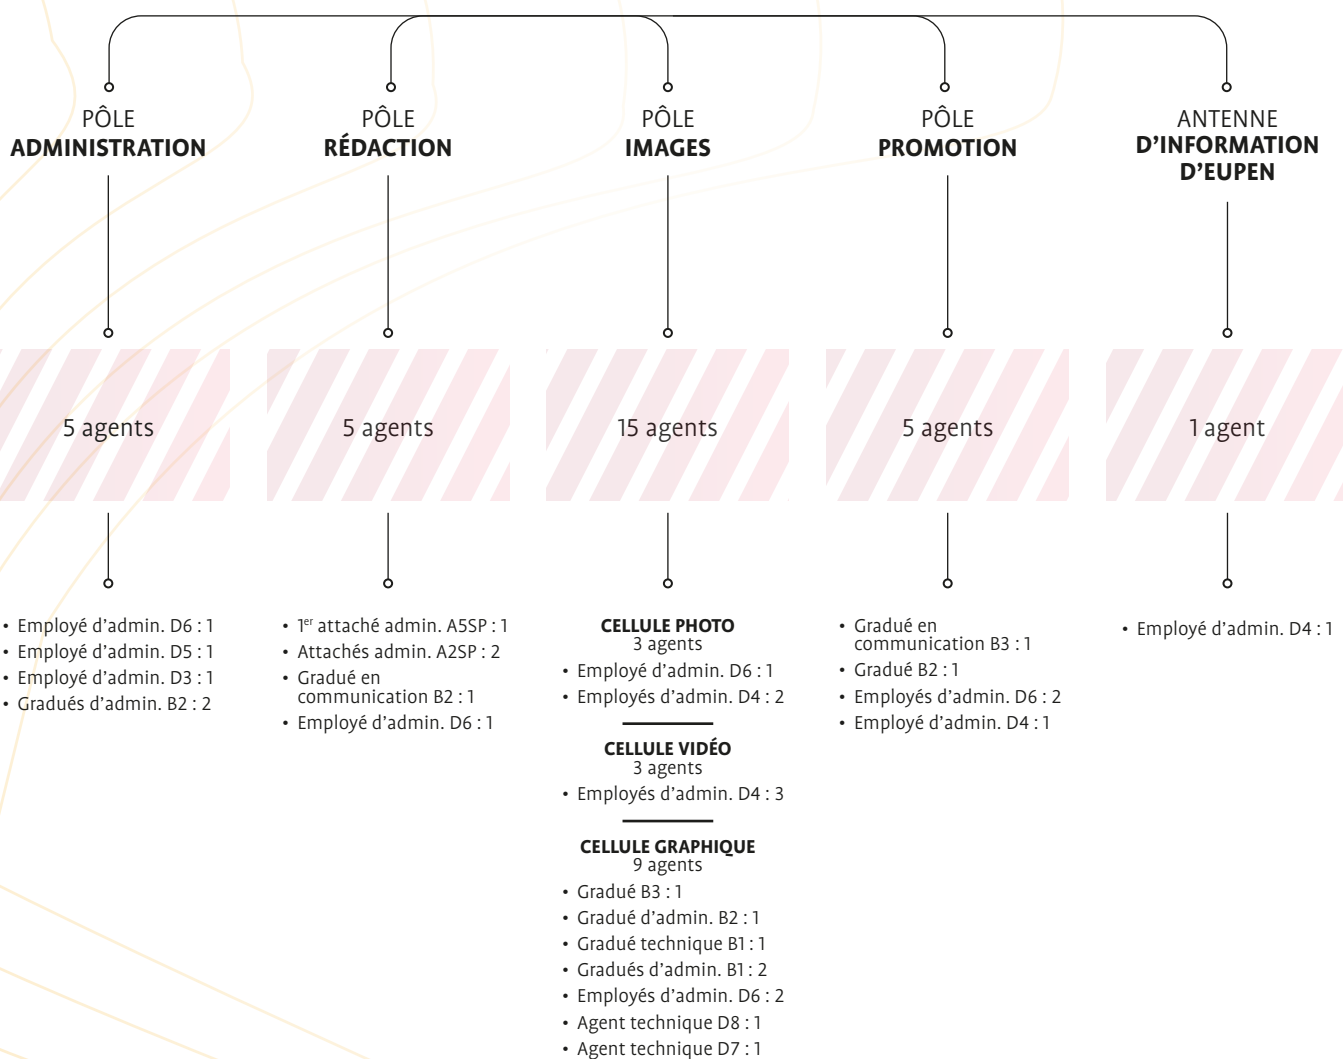 PÔLE
ADMINISTRATION
5 agents
• Employé d’admin. D6 : 1
• Employé d’admin. D5 : 1
• Employé d’admin. D3 : 1
• Gradués d’admin. B2 : 2
PÔLE
RÉDACTION
5 agents
• 1er attaché admin. A5SP : 1
• Attachés admin. A2SP : 2
• Gradué en
communication B2 : 1
• Employé d’admin. D6 : 1
PÔLE
IMAGES
15 agents
CELLULE PHOTO
3 agents
• Employé d’admin. D6 : 1
• Employés d’admin. D4 : 2
CELLULE VIDÉO
3 agents
• Employés d’admin. D4 : 3
CELLULE GRAPHIQUE
9 agents
• Gradué B3 : 1
• Gradué d’admin. B2 : 1
• Gradué technique B1 : 1
• Gradués d’admin. B1 : 2
• Employés d’admin. D6 : 2
• Agent technique D8 : 1
• Agent technique D7 : 1
PÔLE
PROMOTION
5 agents
• Gradué en
communication B3 : 1
• Gradué B2 : 1
• Employés d’admin. D6 : 2
• Employé d’admin. D4 : 1
ANTENNE
D’INFORMATION
D’EUPEN
1 agent
• Employé d’admin. D4 : 1